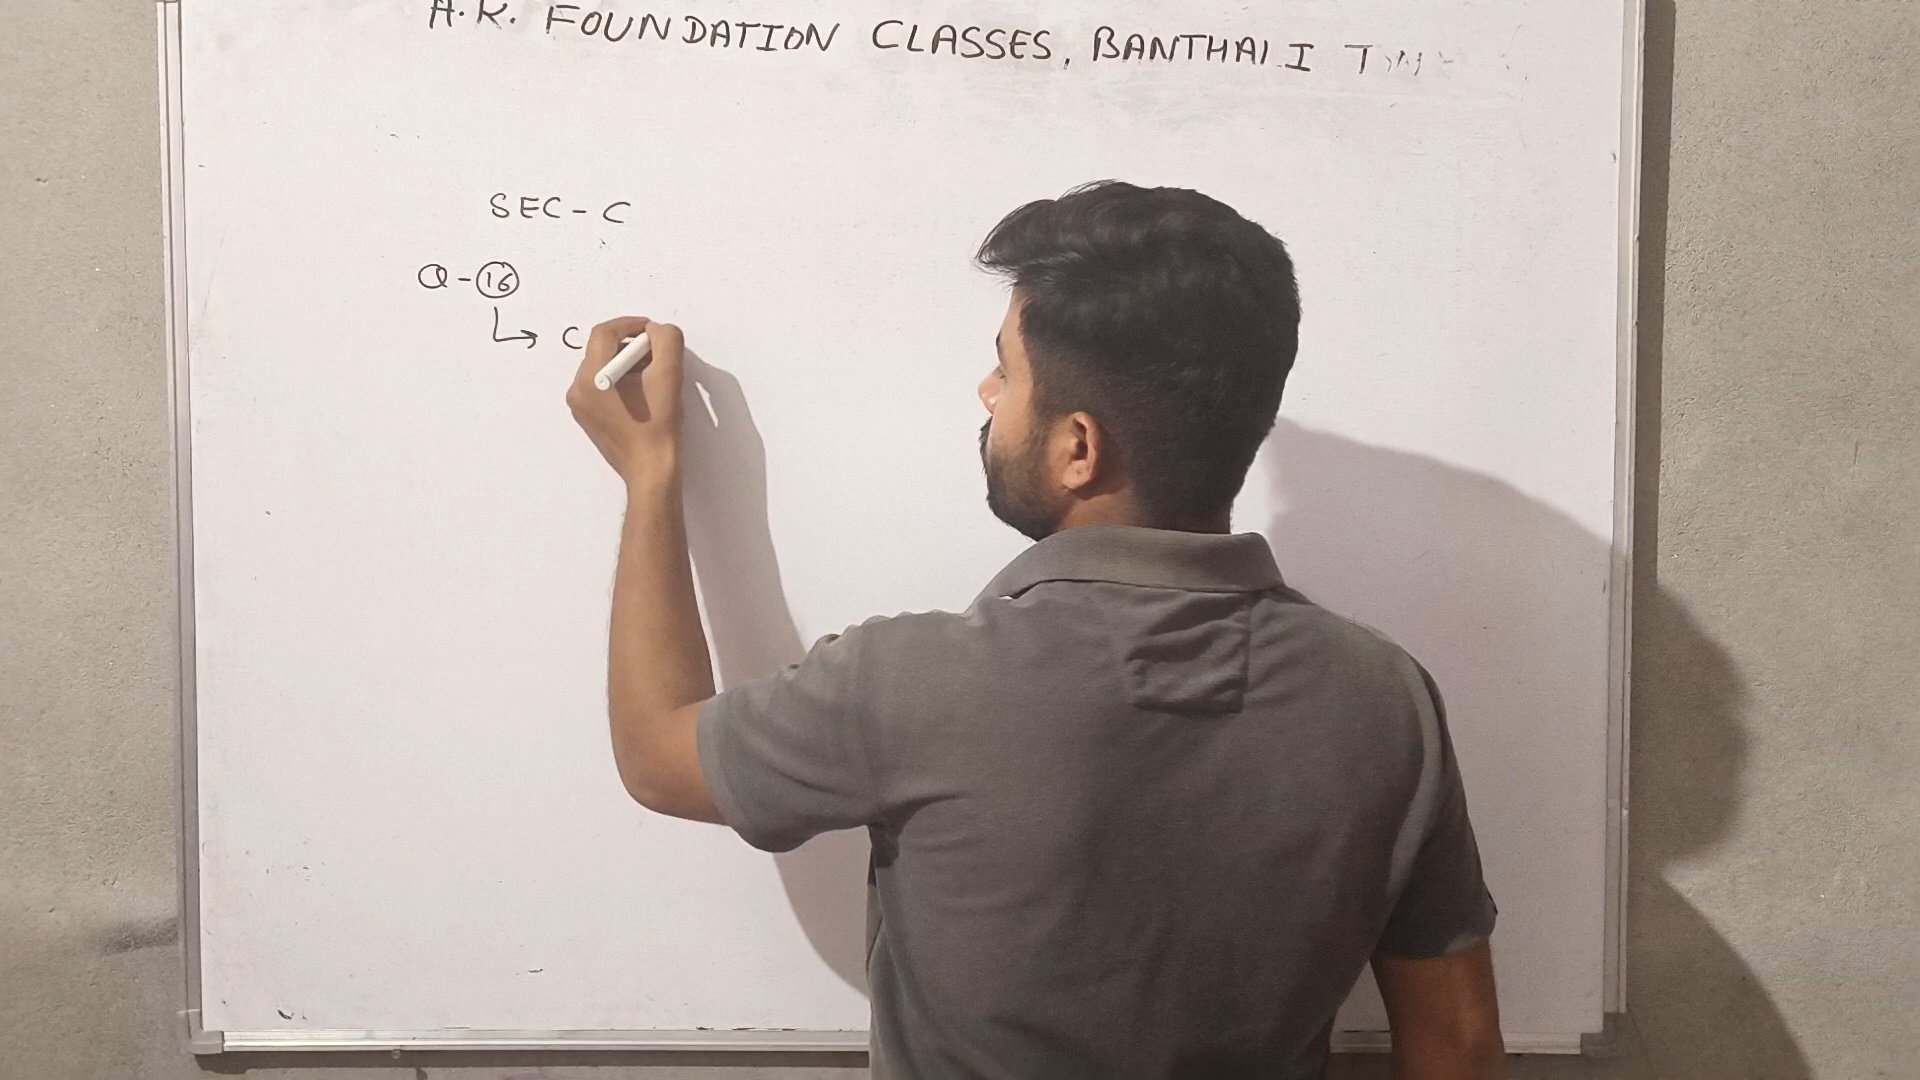 A.K. FOUNDATION CLASSES, BANTHALI
SEC - C
Q - 16
↳ C